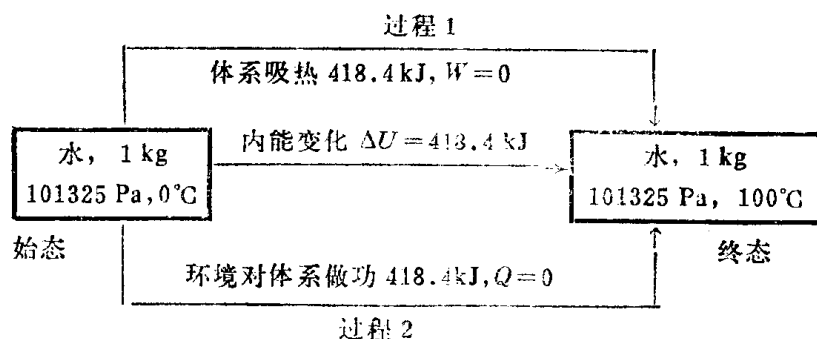 过程1
体系吸热 418.4 kJ, W=0
内能变化 ΔU=418.4 kJ
水, 1 kg
101325 Pa, 0℃
水, 1 kg
101325 Pa, 100℃
始态
终态
环境对体系做功 418.4kJ, Q=0
过程2